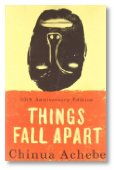 50th Anniversary Edition
THINGS
FALL APART
Chinua Achebe